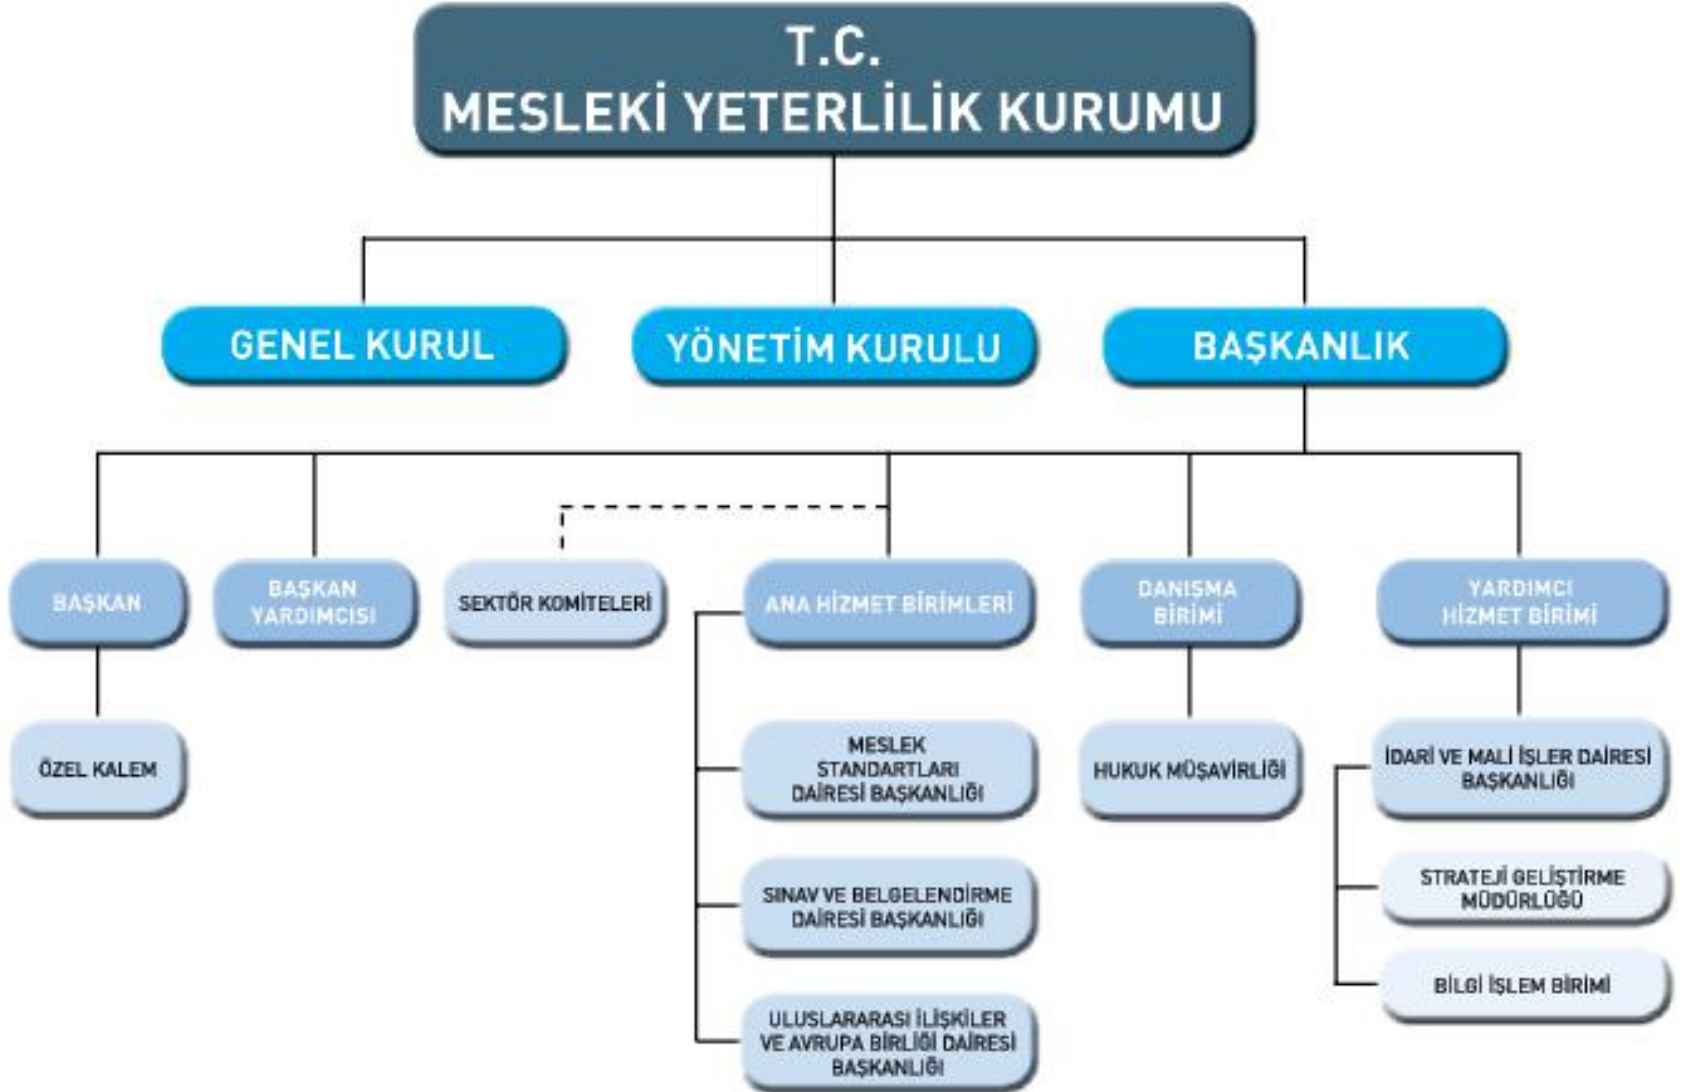 T.C.
MESLEKİ YETERLİLİK KURUMU
GENEL KURUL
YÖNETİM KURULU
BAŞKANLIK
BAŞKAN
BAŞKAN
YARDIMCISI
SEKTÖR KOMİTELERİ
ANA HİZMET BİRİMLERİ
DANIŞMA
BİRİMİ
YARDIMCI
HİZMET BİRİMİ
ÖZEL KALEM
MESLEK
STANDARTLARI
DAİRESİ BAŞKANLIĞI
HUKUK MÜŞAVİRLİĞİ
İDARİ VE MALİ İŞLER DAİRESİ
BAŞKANLIĞI
SINAV VE BELGELENDİRME
DAİRESİ BAŞKANLIĞI
STRATEJİ GELİŞTİRME
MÜDÜRLÜĞÜ
BİLGİ İŞLEM BİRİMİ
ULUSLARARASI İLİŞKİLER
VE AVRUPA BİRLİĞİ DAİRESİ
BAŞKANLIĞI